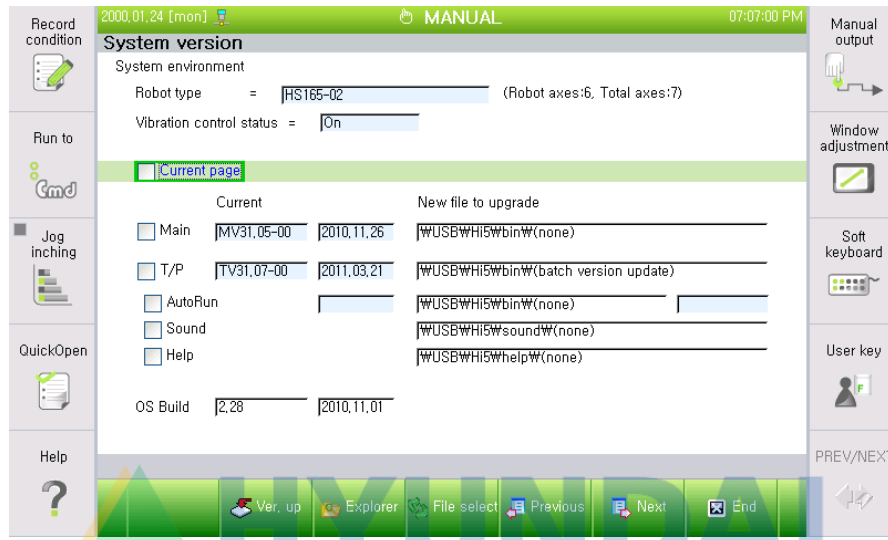 2000,01,24 [mon] MANUAL 07:07:00 PM
System version
Record
condition
Run to
Cmd
Jog
inching
QuickOpen
Help
System environment
Robot type = HS165-02 (Robot axes:6, Total axes:7)
Vibration control status = On
Current page
Current New file to upgrade
Main MV31,05-00 2010,11,26 ₩USB₩Hi5₩bin₩(none)
T/P TV31,07-00 2011,03,21 ₩USB₩Hi5₩bin₩(batch version update)
AutoRun ₩USB₩Hi5₩bin₩(none)
Sound ₩USB₩Hi5₩sound₩(none)
Help ₩USB₩Hi5₩help₩(none)
OS Build 2,28 2010,11,01
Manual
output
Window
adjustment
Soft
keyboard
User key
F
PREV/NEXT
Ver, up Explorer File select Previous Next End
HYUNDAI